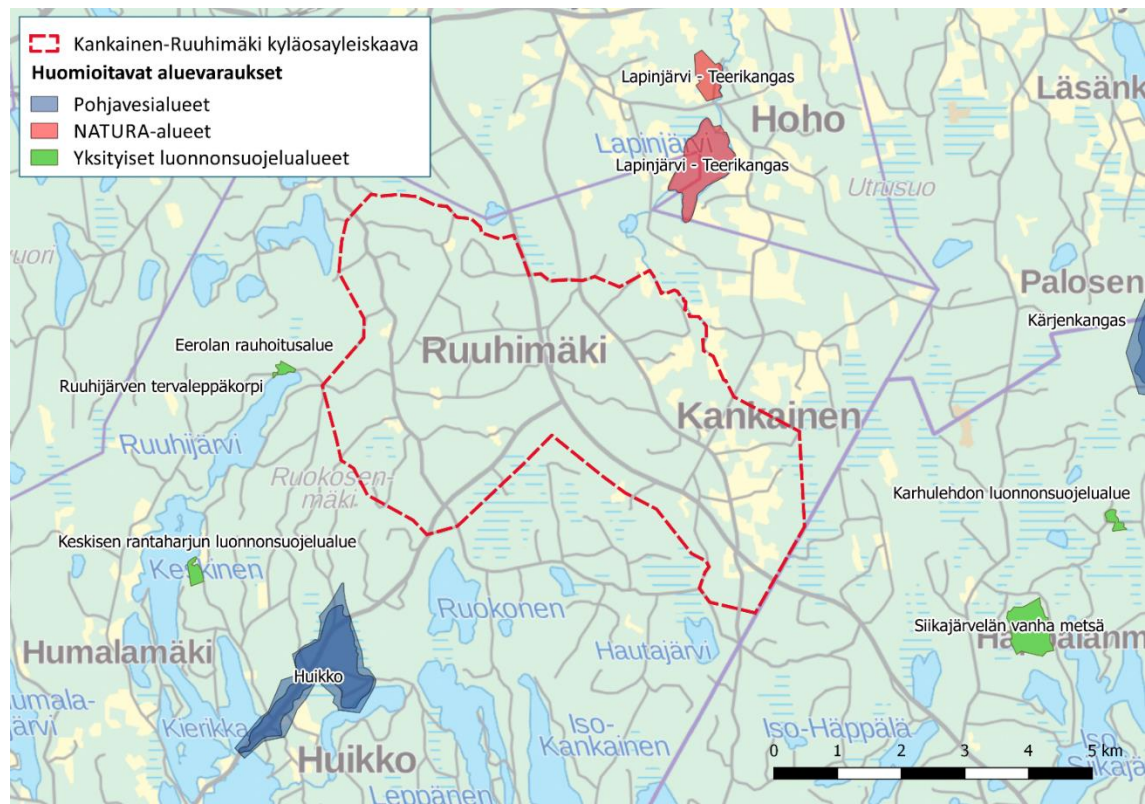 Kankainen-Ruuhimäki kyläosayleiskaava
Huomioitavat aluevaraukset
Pohjavesialueet
NATURA-alueet
Yksityiset luonnonsuojelualueet
Lapinjärvi - Teerikangas
Hoho
Läsänk
Lapinjärvi
Lapinjärvi - Teerikangas
Utrusuo
uori
Palosen
Kärjenkangas
Eerolan rauhoitusalue
Ruuhimäki
Ruuhijärven tervaleppäkorpi
Kankainen
Ruuhijärvi
Ruokosen-
mäki
Karhulehdon luonnonsuojelualue
Keskisen rantaharjun luonnonsuojelualue
Keskinen
Ruokonen
Siikajärvelän vanha metsä
Humalamäki
Hautajärvi
Huikko
umala-
järvi
Kierikka
Iso-
Kankainen
Iso-Häppälä
Iso
Siikajä
Huikko
0 1 2 3 4 5 km
Leppänen